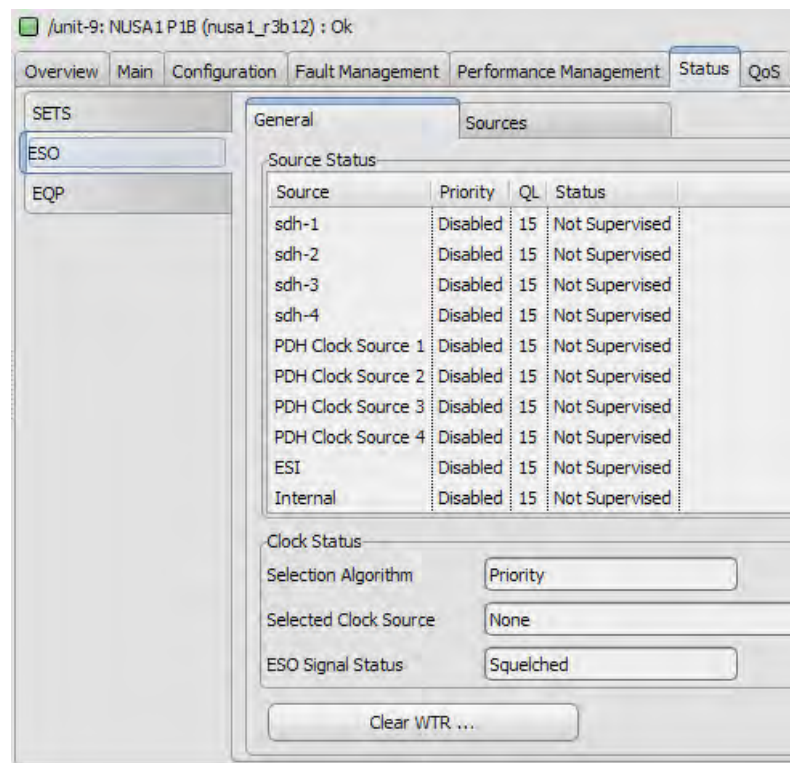 /unit-9: NUSA1 P1B (nusa1_r3b12) : Ok
Overview Main Configuration Fault Management Performance Management Status QoS
SETS
ESO
EQP
General Sources
Source Status
Source Priority QL Status
sdh-1 Disabled 15 Not Supervised
sdh-2 Disabled 15 Not Supervised
sdh-3 Disabled 15 Not Supervised
sdh-4 Disabled 15 Not Supervised
PDH Clock Source 1 Disabled 15 Not Supervised
PDH Clock Source 2 Disabled 15 Not Supervised
PDH Clock Source 3 Disabled 15 Not Supervised
PDH Clock Source 4 Disabled 15 Not Supervised
ESI Disabled 15 Not Supervised
Internal Disabled 15 Not Supervised
Clock Status
Selection Algorithm Priority
Selected Clock Source None
ESO Signal Status Squelched
Clear WTR ...